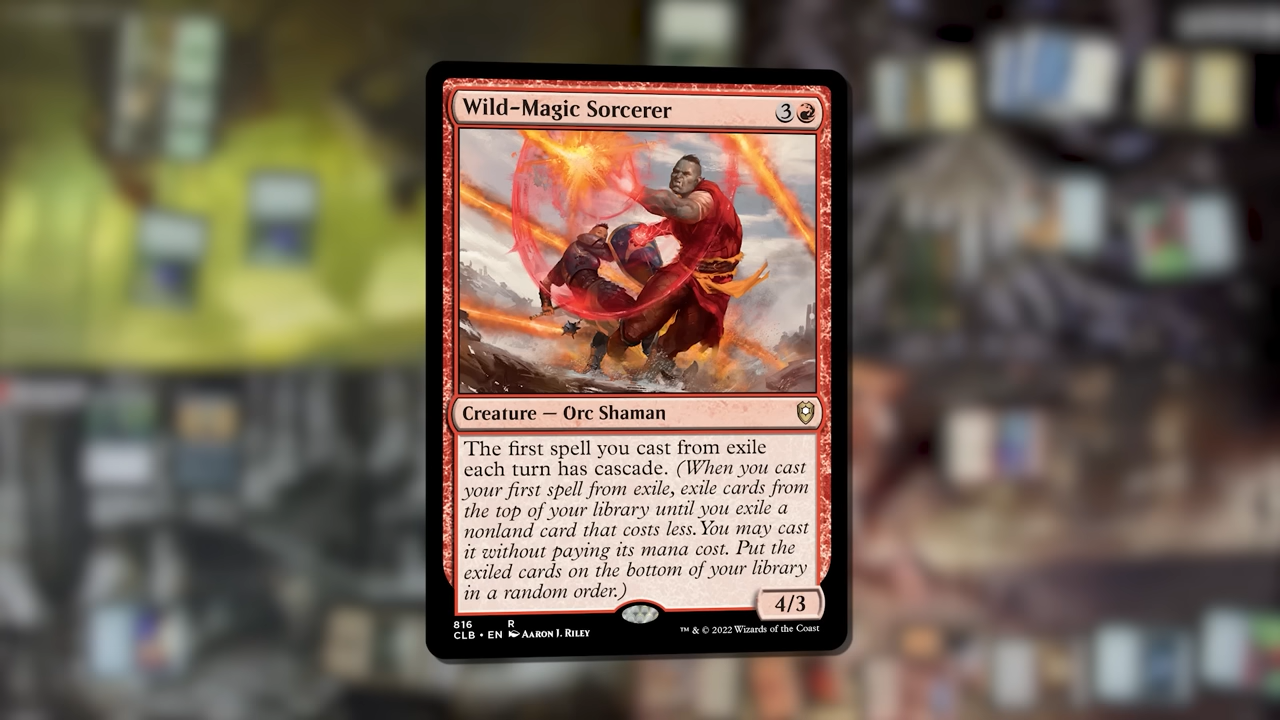 Wild-Magic Sorcerer 3
Creature — Orc Shaman
The first spell you cast from exile
each turn has cascade. (When you cast
your first spell from exile, exile cards from
the top of your library until you exile a
nonland card that costs less. You may cast
it without paying its mana cost. Put the
exiled cards on the bottom of your library
in a random order.)
4/3
816 R
CLB • EN Aaron J. Riley
™ & © 2022 Wizards of the Coast